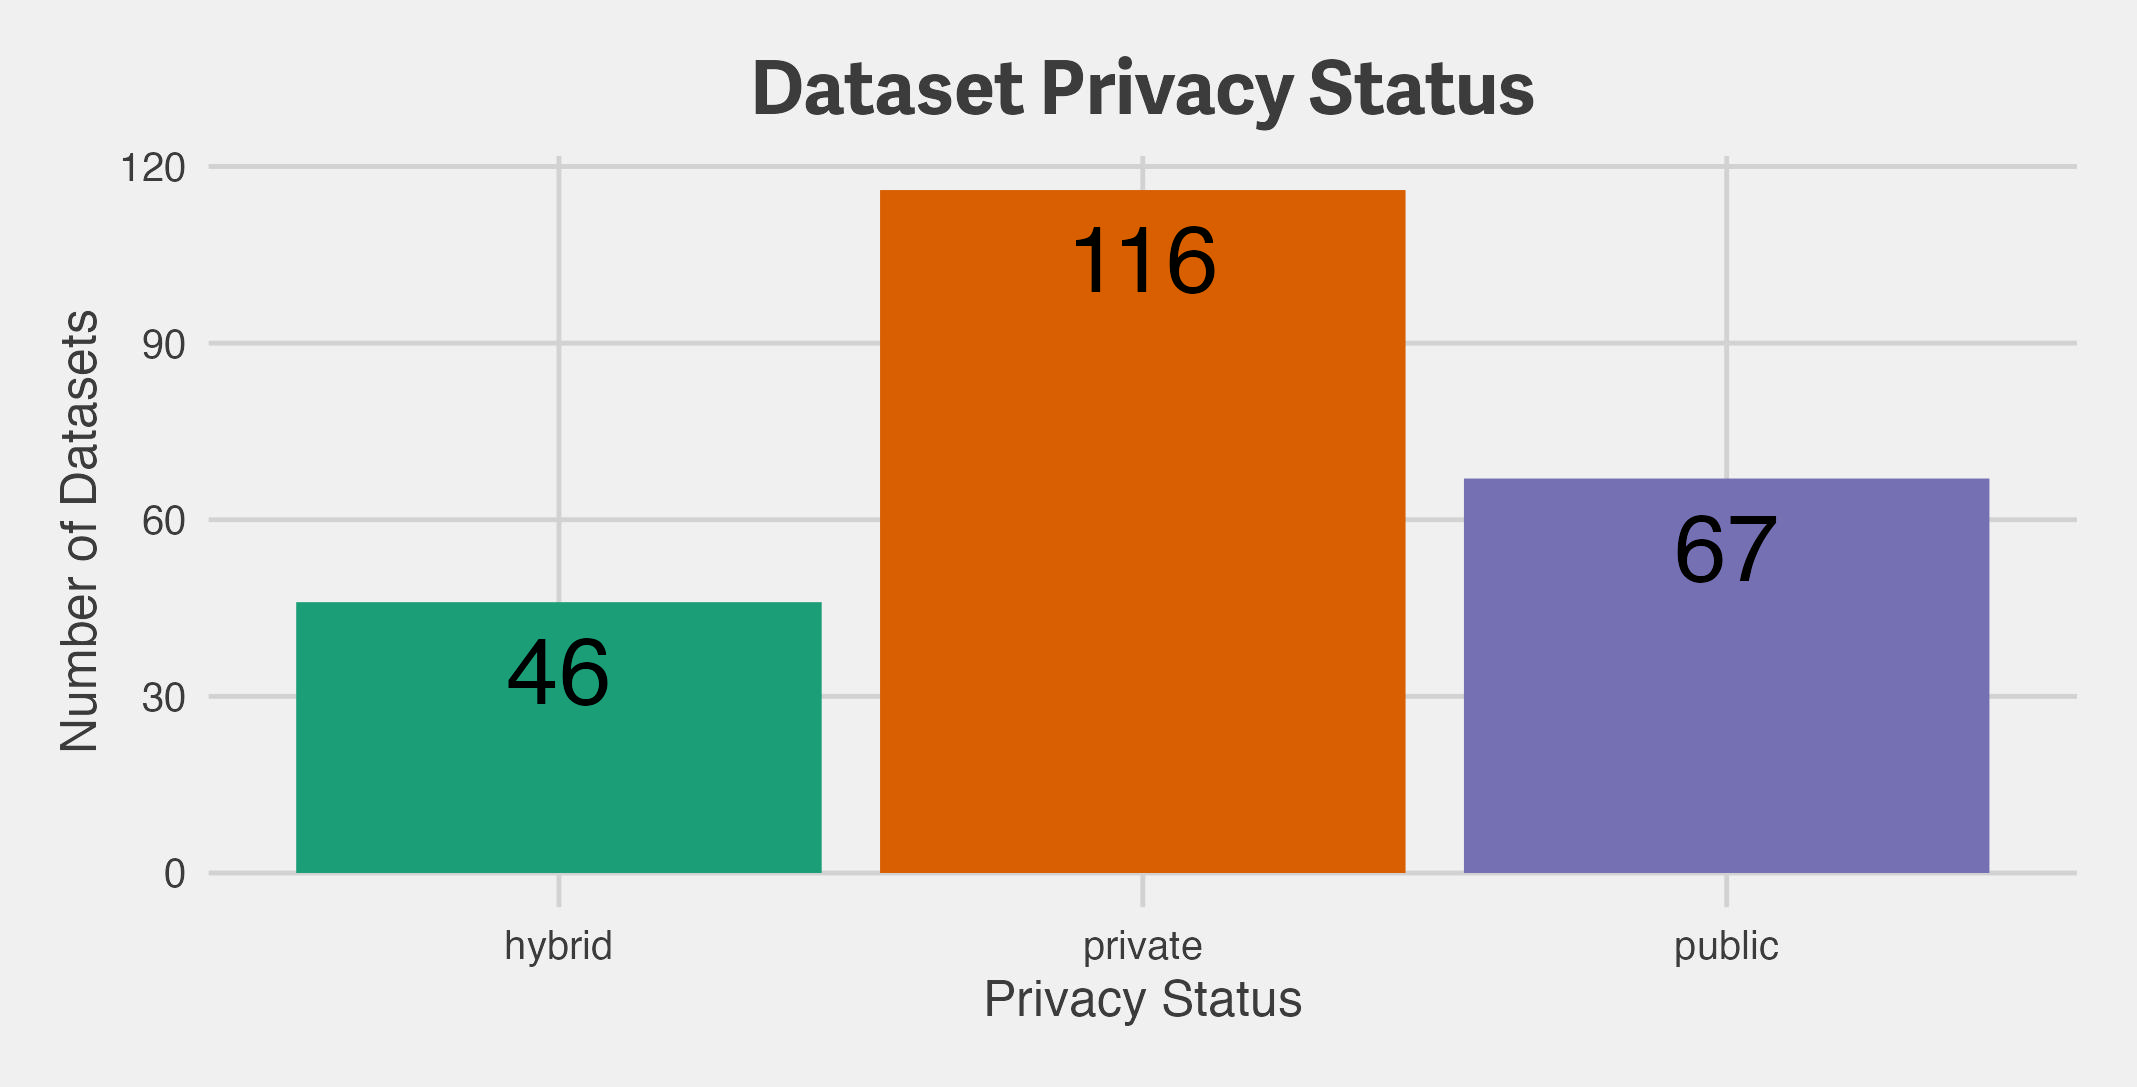 Dataset Privacy Status
120
90
60
30
0
Number of Datasets
116
67
46
hybrid
private
public
Privacy Status